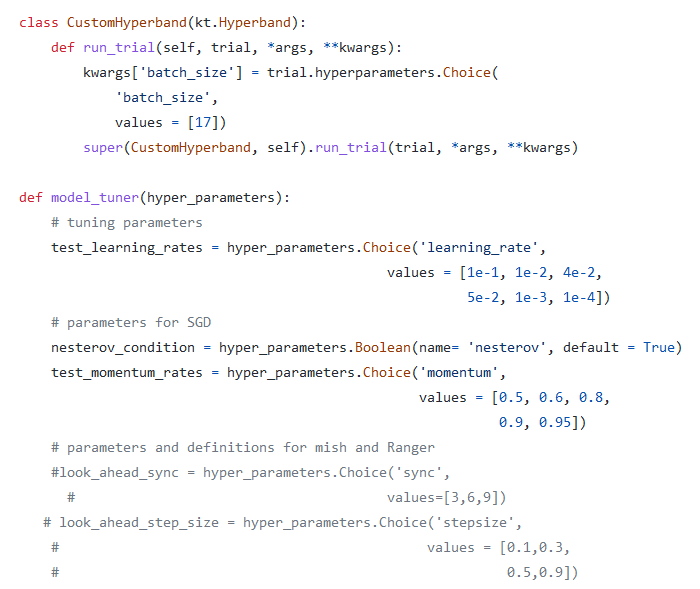 class CustomHyperband(kt.Hyperband):
    def run_trial(self, trial, *args, **kwargs):
        kwargs['batch_size'] = trial.hyperparameters.Choice(
            'batch_size',
            values = [17])
        super(CustomHyperband, self).run_trial(trial, *args, **kwargs)

def model_tuner(hyper_parameters):
    # tuning parameters
    test_learning_rates = hyper_parameters.Choice('learning_rate',
                                              values = [1e-1, 1e-2, 4e-2,
                                                        5e-2, 1e-3, 1e-4])
    # parameters for SGD
    nesterov_condition = hyper_parameters.Boolean(name= 'nesterov', default = True)
    test_momentum_rates = hyper_parameters.Choice('momentum',
                                                  values = [0.5, 0.6, 0.8,
                                                            0.9, 0.95])
    # parameters and definitions for mish and Ranger
    #look_ahead_sync = hyper_parameters.Choice('sync',
      #                                       values=[3,6,9])
   # look_ahead_step_size = hyper_parameters.Choice('stepsize',
    #                                              values = [0.1,0.3,
    #                                                        0.5,0.9])